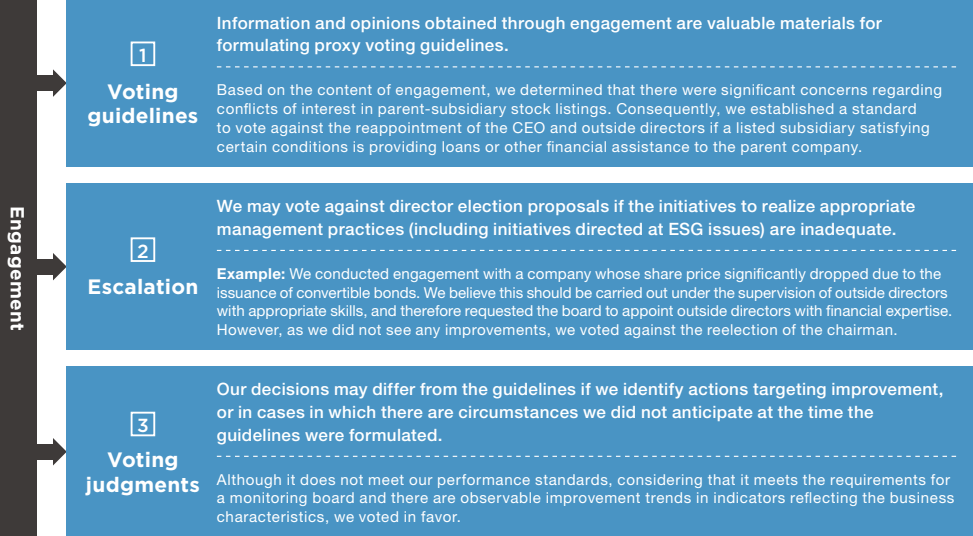 Engagement
1
Voting
guidelines
Information and opinions obtained through engagement are valuable materials for
formulating proxy voting guidelines.
Based on the content of engagement, we determined that there were significant concerns regarding
conflicts of interest in parent-subsidiary stock listings. Consequently, we established a standard
to vote against the reappointment of the CEO and outside directors if a listed subsidiary satisfying
certain conditions is providing loans or other financial assistance to the parent company.
2
Escalation
We may vote against director election proposals if the initiatives to realize appropriate
management practices (including initiatives directed at ESG issues) are inadequate.
Example: We conducted engagement with a company whose share price significantly dropped due to the
issuance of convertible bonds. We believe this should be carried out under the supervision of outside directors
with appropriate skills, and therefore requested the board to appoint outside directors with financial expertise.
However, as we did not see any improvements, we voted against the reelection of the chairman.
3
Voting
judgments
Our decisions may differ from the guidelines if we identify actions targeting improvement,
or in cases in which there are circumstances we did not anticipate at the time the
guidelines were formulated.
Although it does not meet our performance standards, considering that it meets the requirements for
a monitoring board and there are observable improvement trends in indicators reflecting the business
characteristics, we voted in favor.